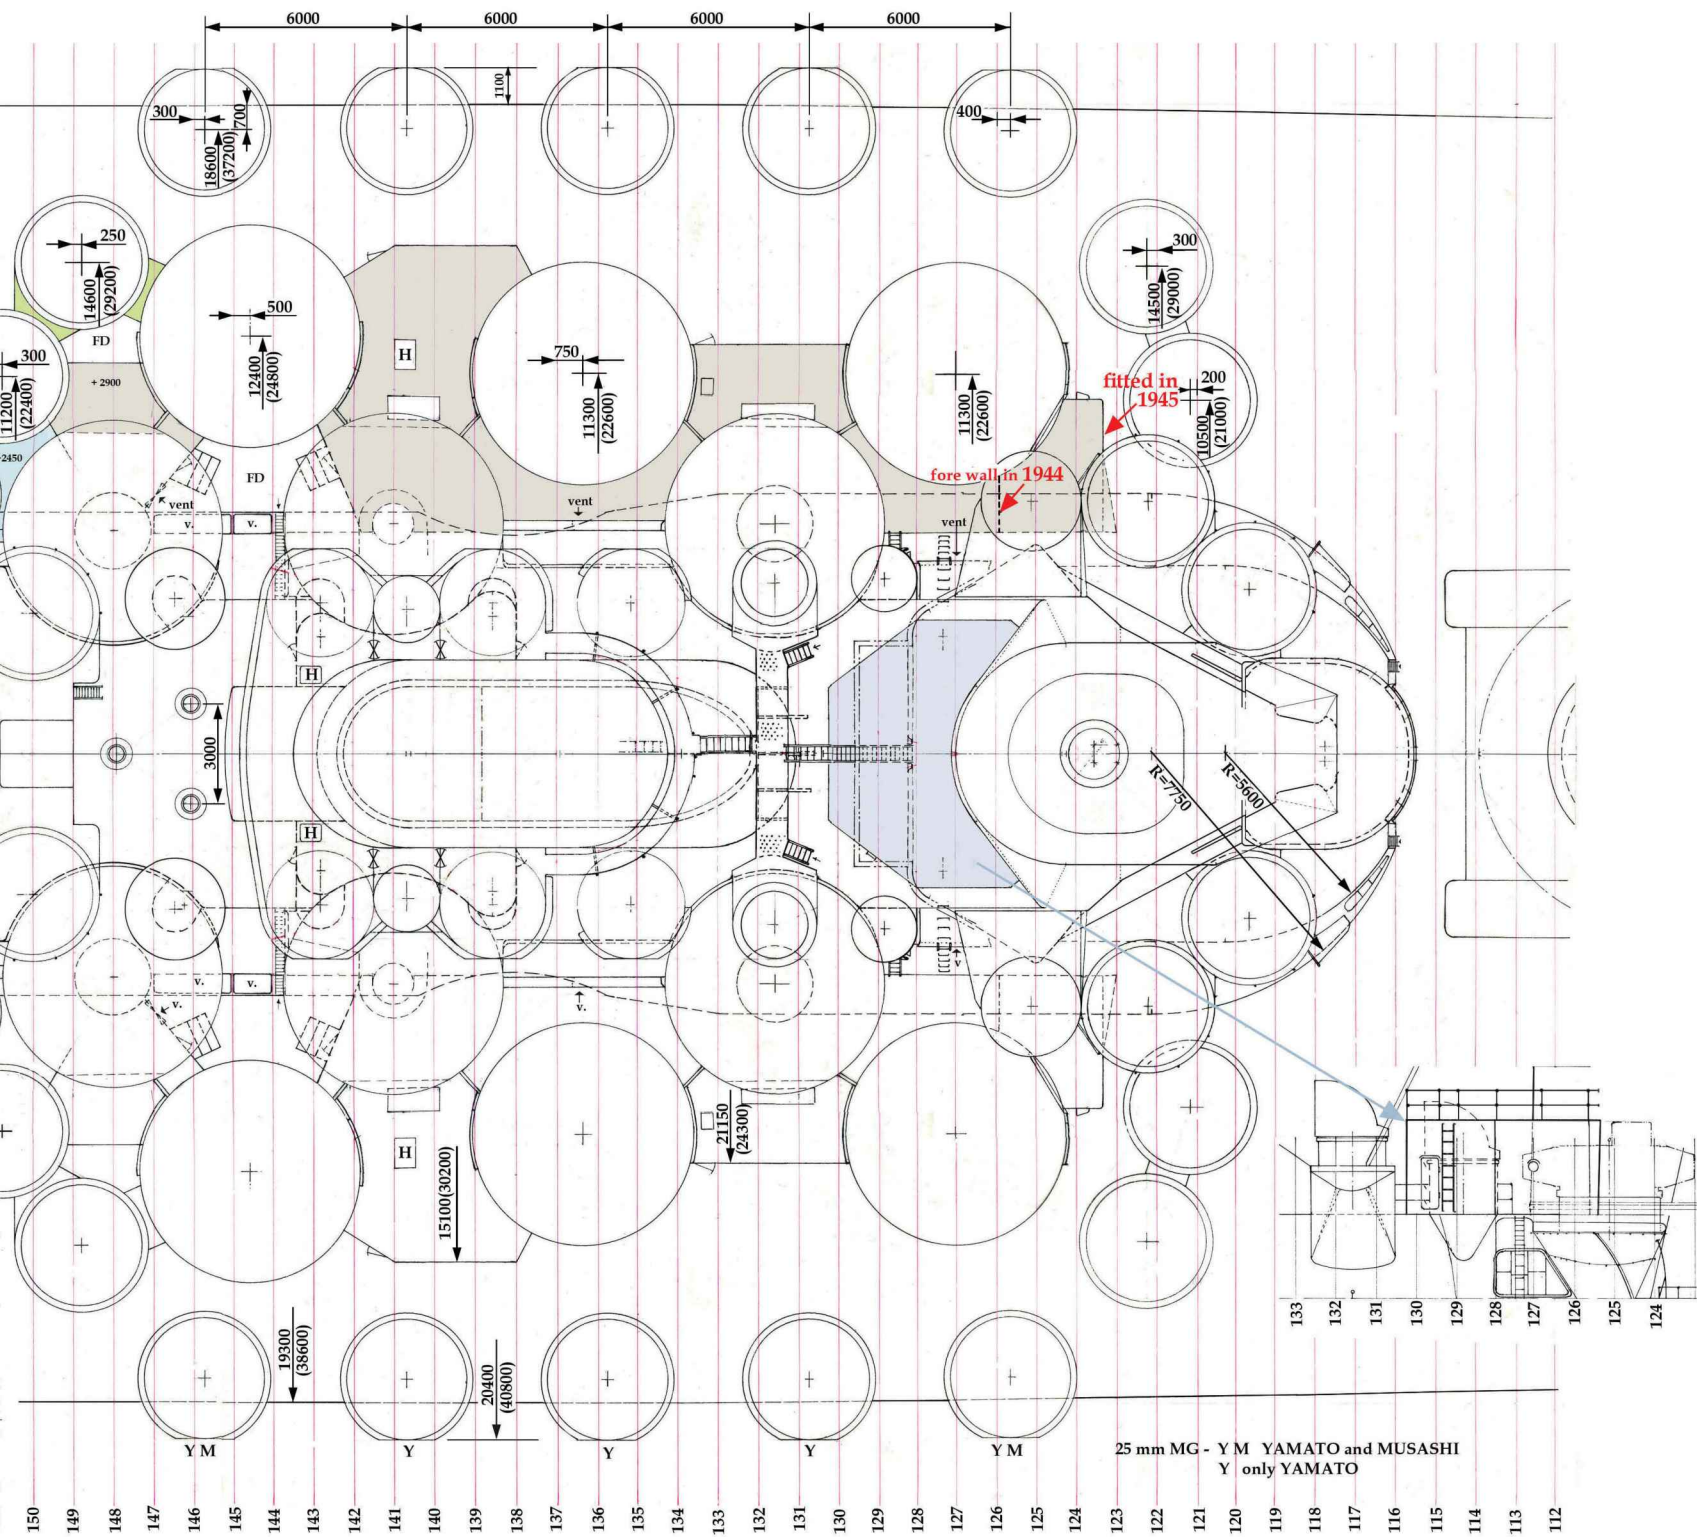 6000 6000 6000 6000
1100
300 700 400
18600
(37200)
250
14600
(29200)
300
14500
(29000)
500
FD
300
+ 2900
H
750
12400
(24800)
11300
(22600)
11300
(22600)
fitted in
1945
200
10500
(21000)
11200
(22400)
2450
FD
fore wall in 1944
vent
vent
vent
v.
v.
H
3000
R=7750
R=5600
H
v.
v.
v.
v.
v
H
21150
(24300)
15100(30200)
133 132 131 130 129 128 127 126 125 124
19300
(38600)
20400
(40800)
Y M Y Y Y Y M
25 mm MG - Y M YAMATO and MUSASHI
Y only YAMATO
150 149 148 147 146 145 144 143 142 141 140 139 138 137 136 135 134 133 132 131 130 129 128 127 126 125 124 123 122 121 120 119 118 117 116 115 114 113 112